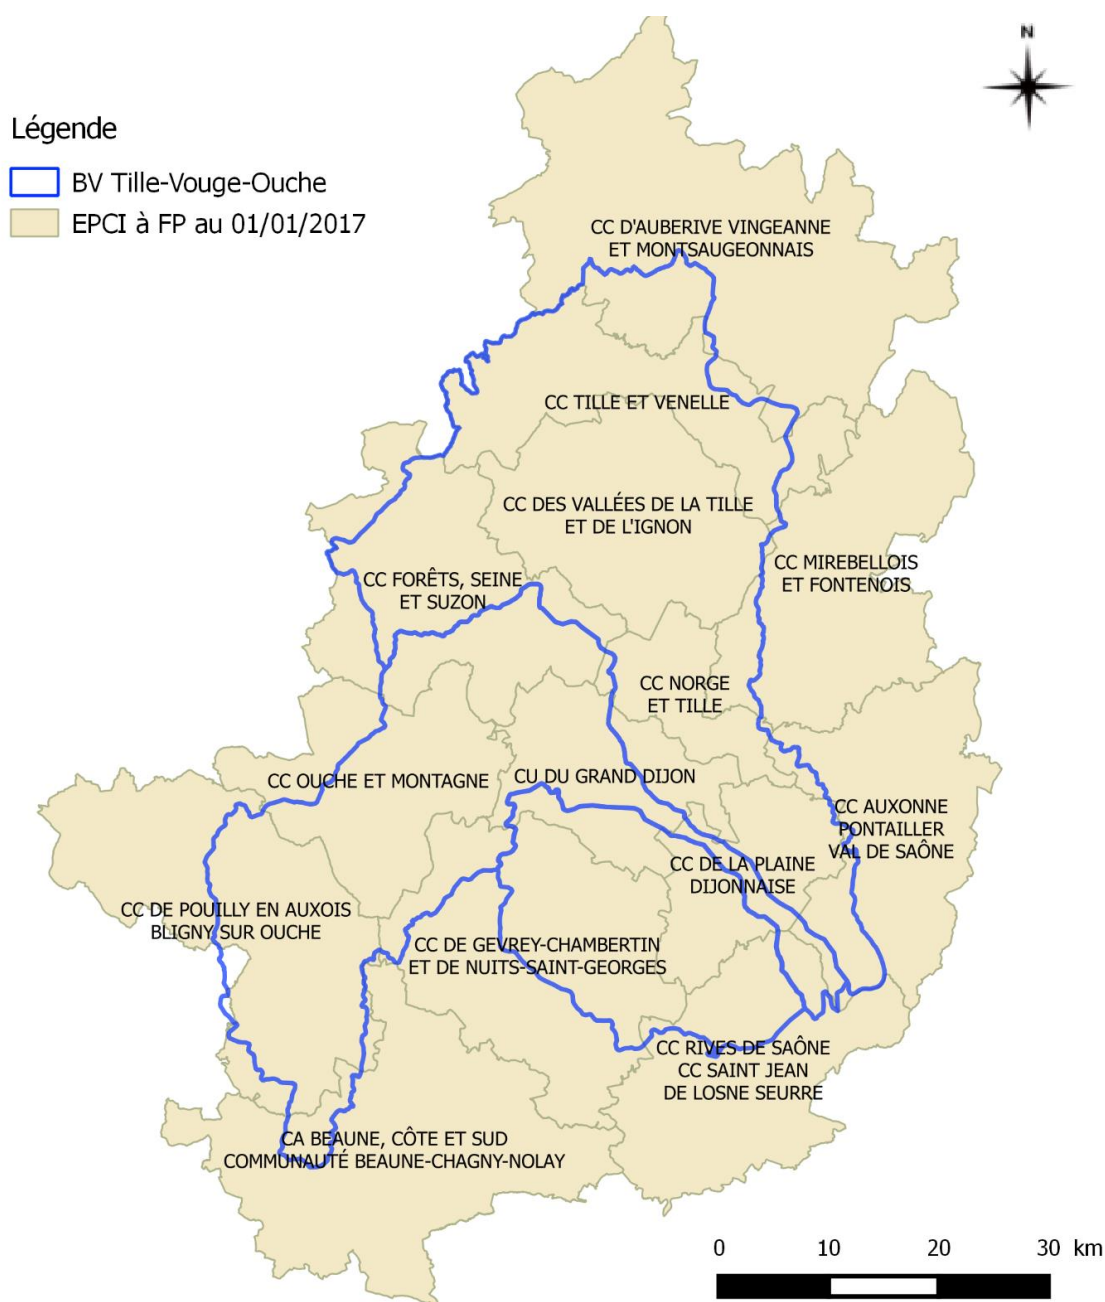 N
Légende
BV Tille-Vouge-Ouche
EPCI à FP au 01/01/2017
CC D'AUBERIVE VINGEANNE
ET MONTSAUGEONNAIS
CC TILLE ET VENELLE
CC DES VALLÉES DE LA TILLE
ET DE L'IGNON
CC MIREBELLOIS
ET FONTENOIS
CC FORÊTS, SEINE
ET SUZON
CC NORGE
ET TILLE
CC OUCHE ET MONTAGNE
CU DU GRAND DIJON
CC AUXONNE
PONTAILLER
VAL DE SAÔNE
CC DE LA PLAINE
DIJONNAISE
CC DE POUILLY EN AUXOIS
BLIGNY SUR OUCHE
CC DE GEVREY-CHAMBERTIN
ET DE NUITS-SAINT-GEORGES
CC RIVES DE SAÔNE
CC SAINT JEAN
DE LOSNE SEURRE
CA BEAUNE, CÔTE ET SUD
COMMUNAUTÉ BEAUNE-CHAGNY-NOLAY
0 10 20 30 km